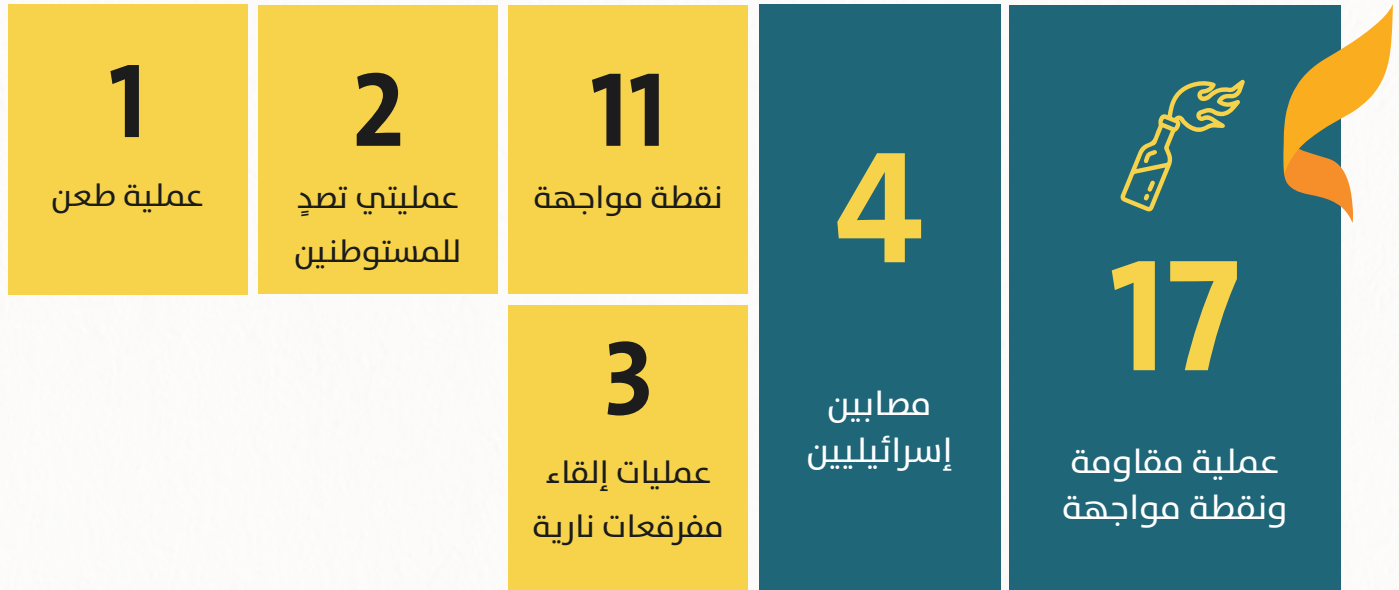 17
عملية مقاومة
ونقطة مواجهة
4
مصابين
إسرائيليين
11
نقطة مواجهة
2
عمليتي تصدٍ
للمستوطنين
1
عملية طعن
3
عمليات إلقاء
مفرقعات نارية